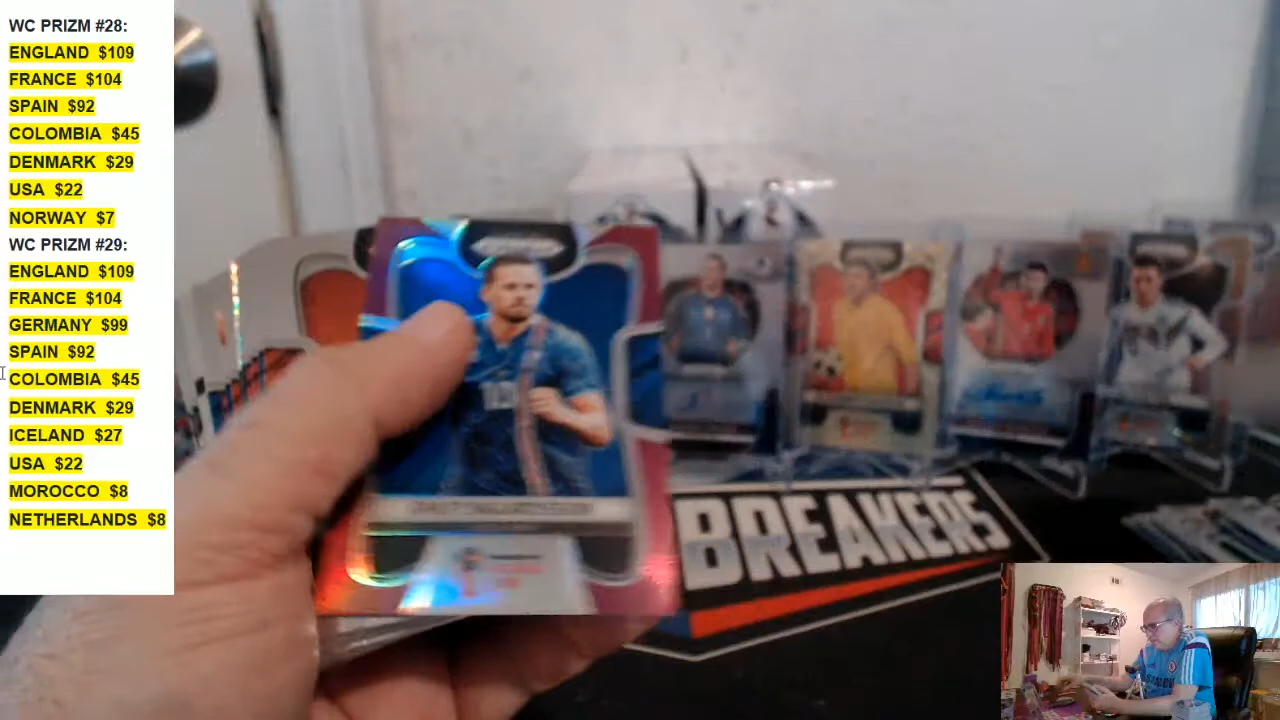 WC PRIZM #28:
ENGLAND $109
FRANCE $104
SPAIN $92
COLOMBIA $45
DENMARK $29
USA $22
NORWAY $7
WC PRIZM #29:
ENGLAND $109
FRANCE $104
GERMANY $99
SPAIN $92
COLOMBIA $45
DENMARK $29
ICELAND $27
USA $22
MOROCCO $8
NETHERLANDS $8
BREAKERS